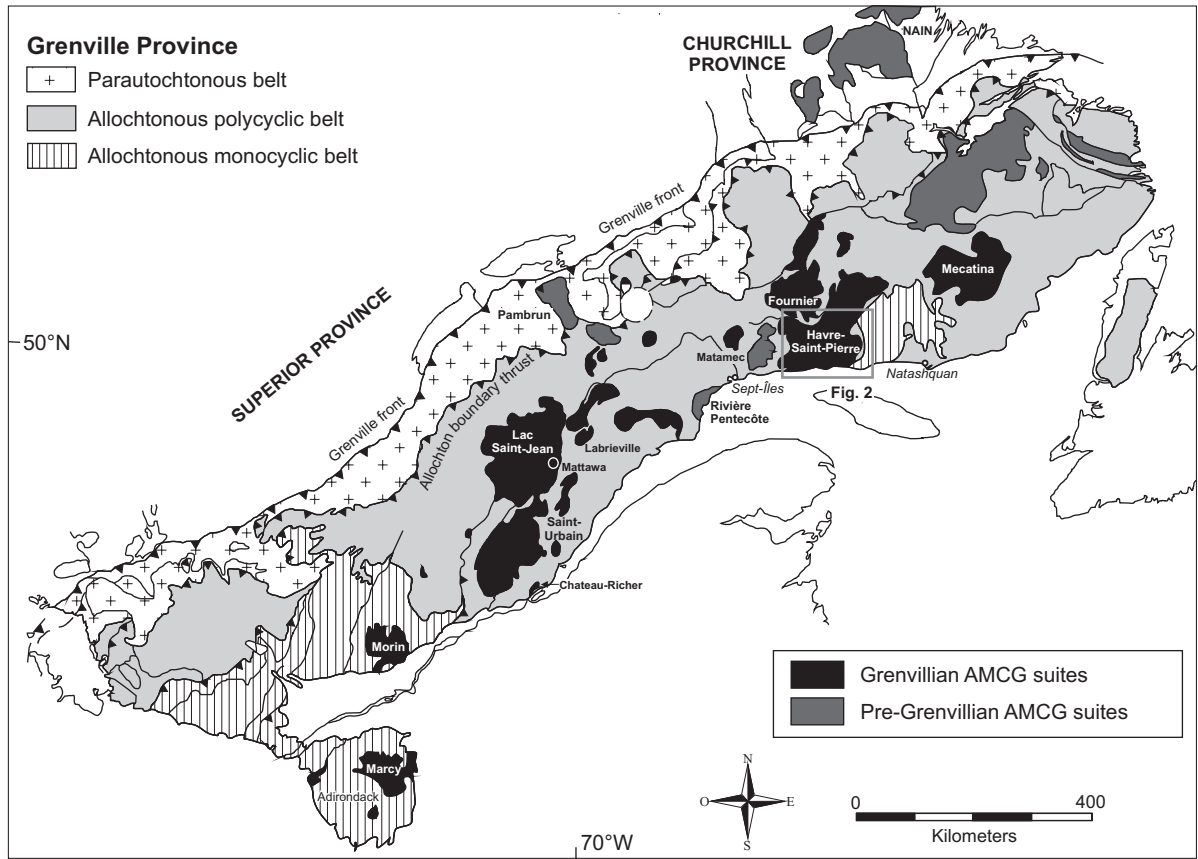 Grenville Province
Parautochtonous belt
Allochtonous polycyclic belt
Allochtonous monocyclic belt
CHURCHILL
PROVINCE
NAIN
Grenville front
SUPERIOR PROVINCE
Grenville front
Allochton boundary thrust
50°N
Pambrun
Mecatina
Fournier
Havre-
Saint-Pierre
Matamec
Sept-Îles
Natashquan
Fig. 2
Rivière
Pentecôte
Lac
Saint-Jean
Labrieville
Mattawa
Saint-
Urbain
Chateau-Richer
Morin
Marcy
Adirondack
Grenvillian AMCG suites
Pre-Grenvillian AMCG suites
N
O
E
S
0
400
Kilometers
70°W